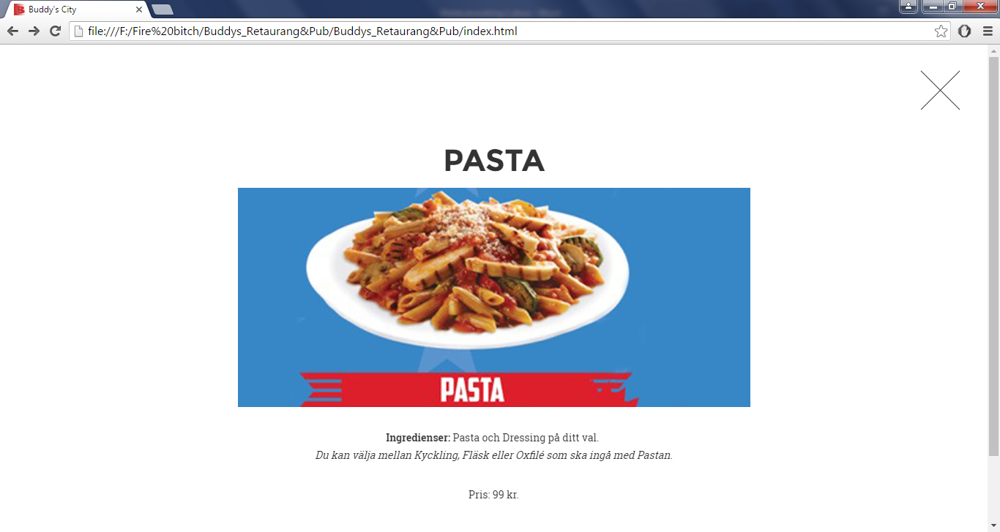 Buddy's City
file:///F:/Fire%20bitch/Buddys_Retaurang&Pub/Buddys_Retaurang&Pub/index.html
PASTA
PASTA
Ingredienser: Pasta och Dressing på ditt val.
Du kan välja mellan Kyckling, Fläsk eller Oxfilé som ska ingå med Pastan.
Pris: 99 kr.